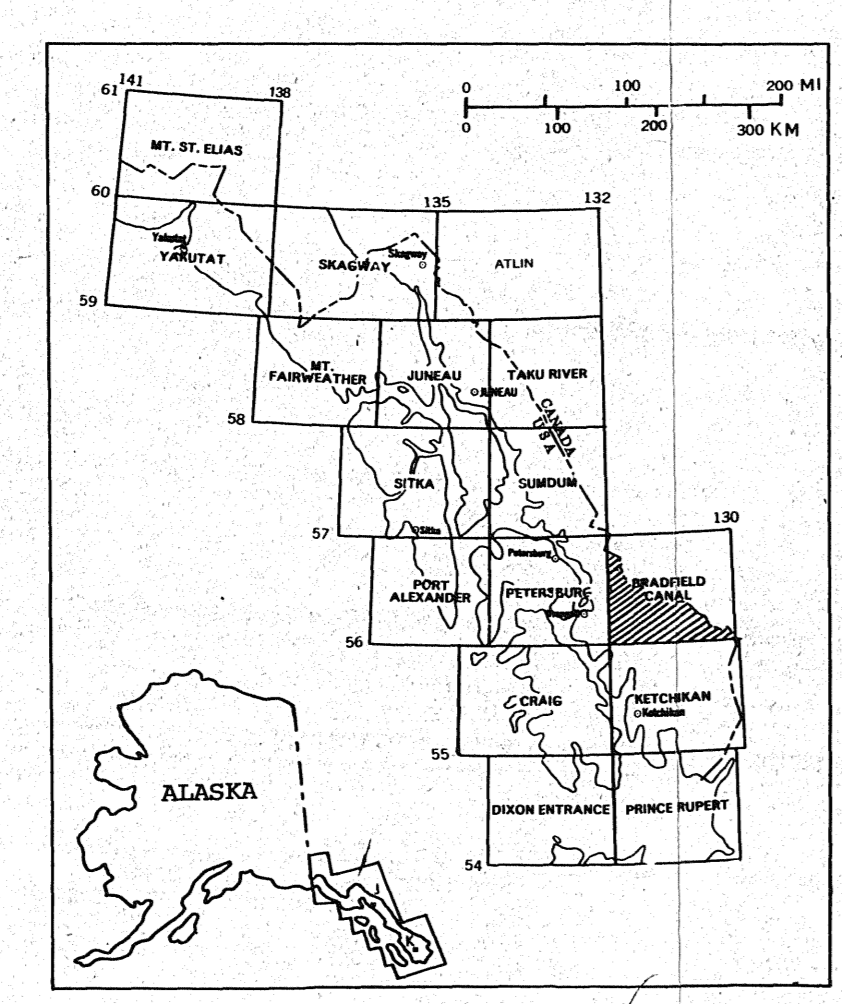 0 100 200 MI
0 100 200 300 KM
141
61
138
MT. ST. ELIAS
60
135
132
Yakutat
YAKUTAT
SKAGWAY
Skagway
ATLIN
59
MT.
FAIRWEATHER
JUNEAU
JUNEAU
TAKU RIVER
58
CANADA
USA
SITKA
SUMDUM
Sitka
57
130
Petersburg
PORT
ALEXANDER
PETERSBURG
BRADFIELD
CANAL
56
CRAIG
KETCHIKAN
Ketchikan
55
ALASKA
DIXON ENTRANCE
PRINCE RUPERT
54
J
K